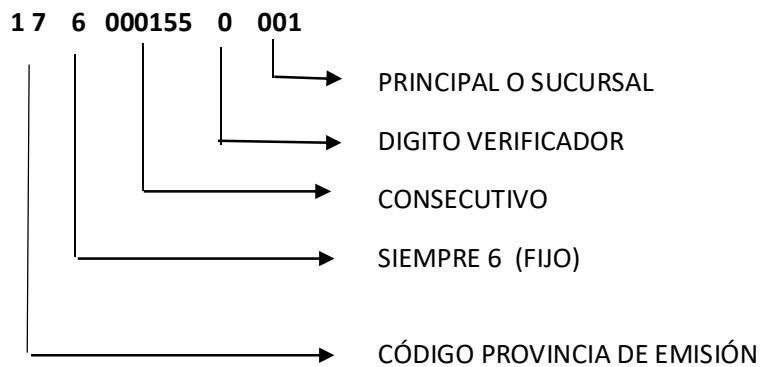 1 7 6 000155 0 001
PRINCIPAL O SUCURSAL
DIGITO VERIFICADOR
CONSECUTIVO
SIEMPRE 6 (FIJO)
CÓDIGO PROVINCIA DE EMISIÓN